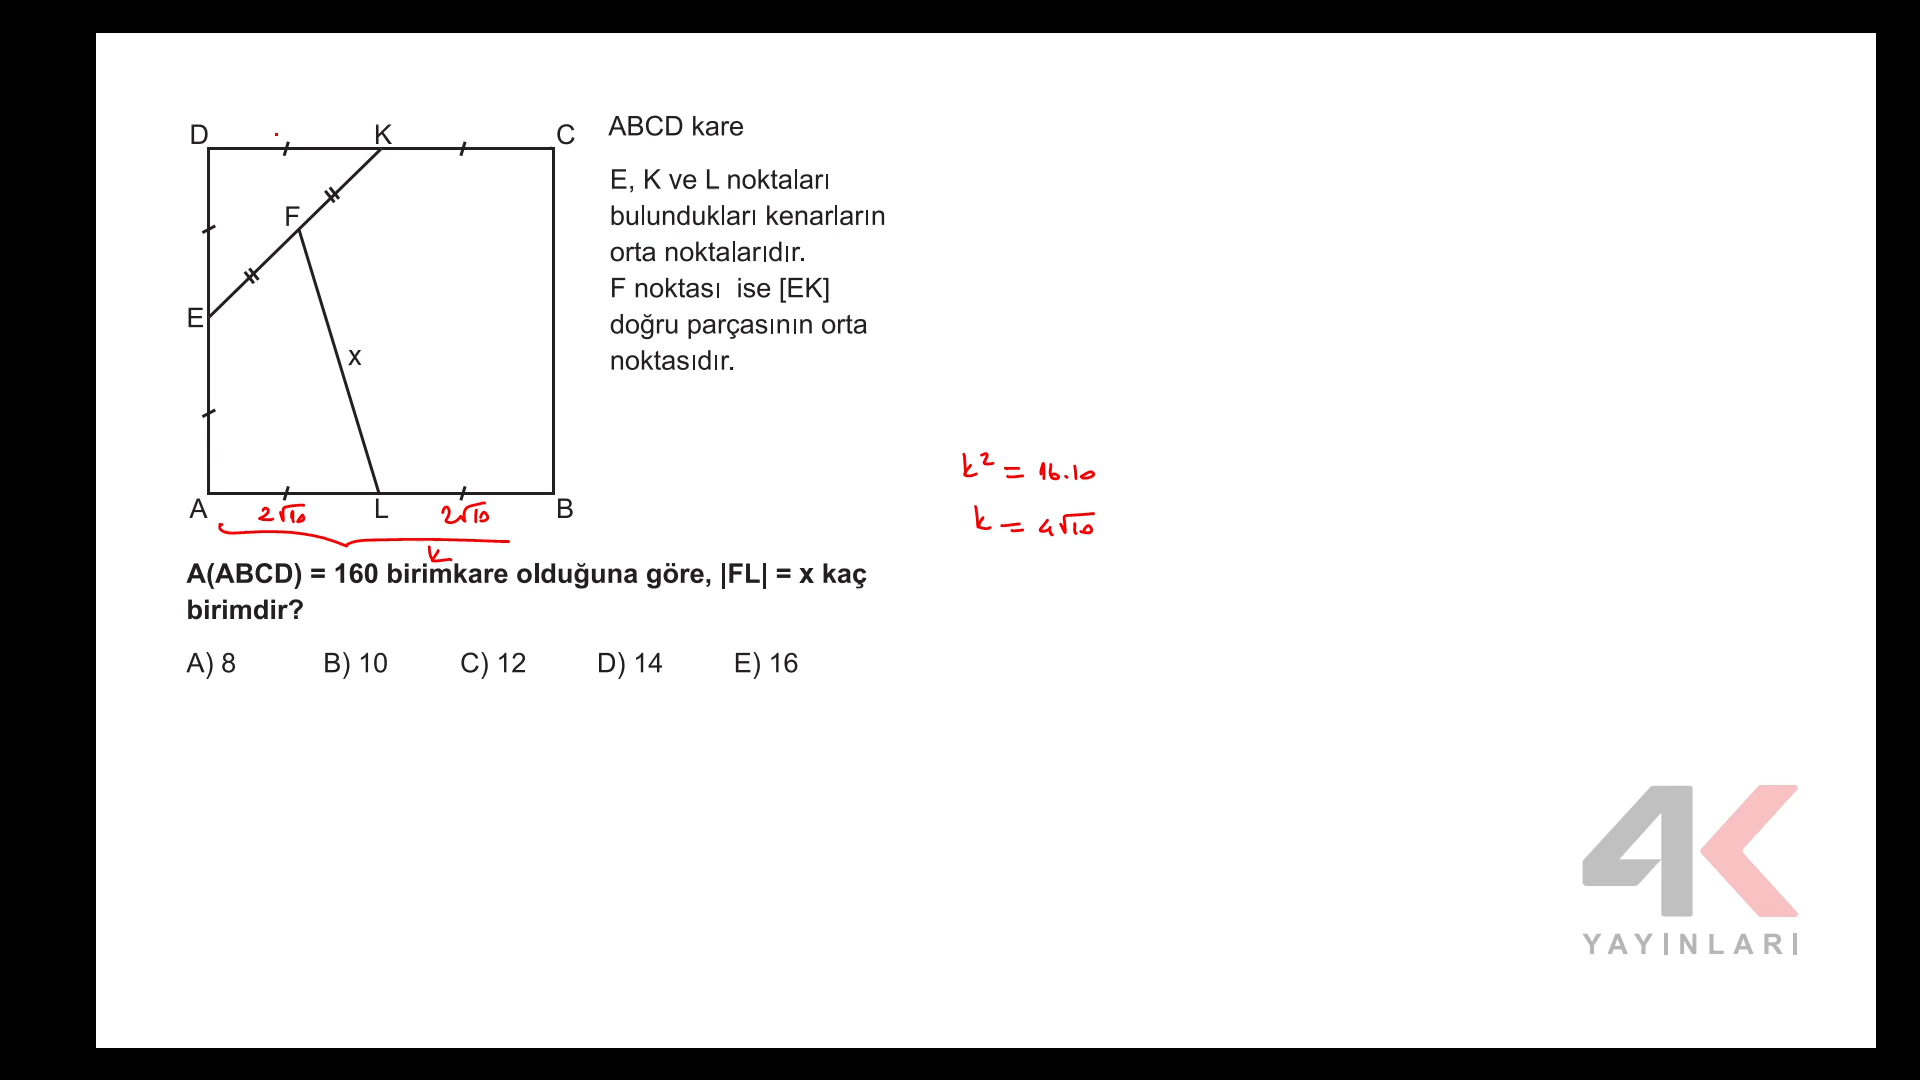 D K C
ABCD kare
E, K ve L noktaları
bulundukları kenarların
orta noktalarıdır.
F noktası ise [EK]
doğru parçasının orta
noktasıdır.
F
E
x
k² = 16.10
k = 4√10
A L B
2√10 2√10
k
A(ABCD) = 160 birimkare olduğuna göre, |FL| = x kaç
birimdir?
A) 8 B) 10 C) 12 D) 14 E) 16
4K
YAYINLARI